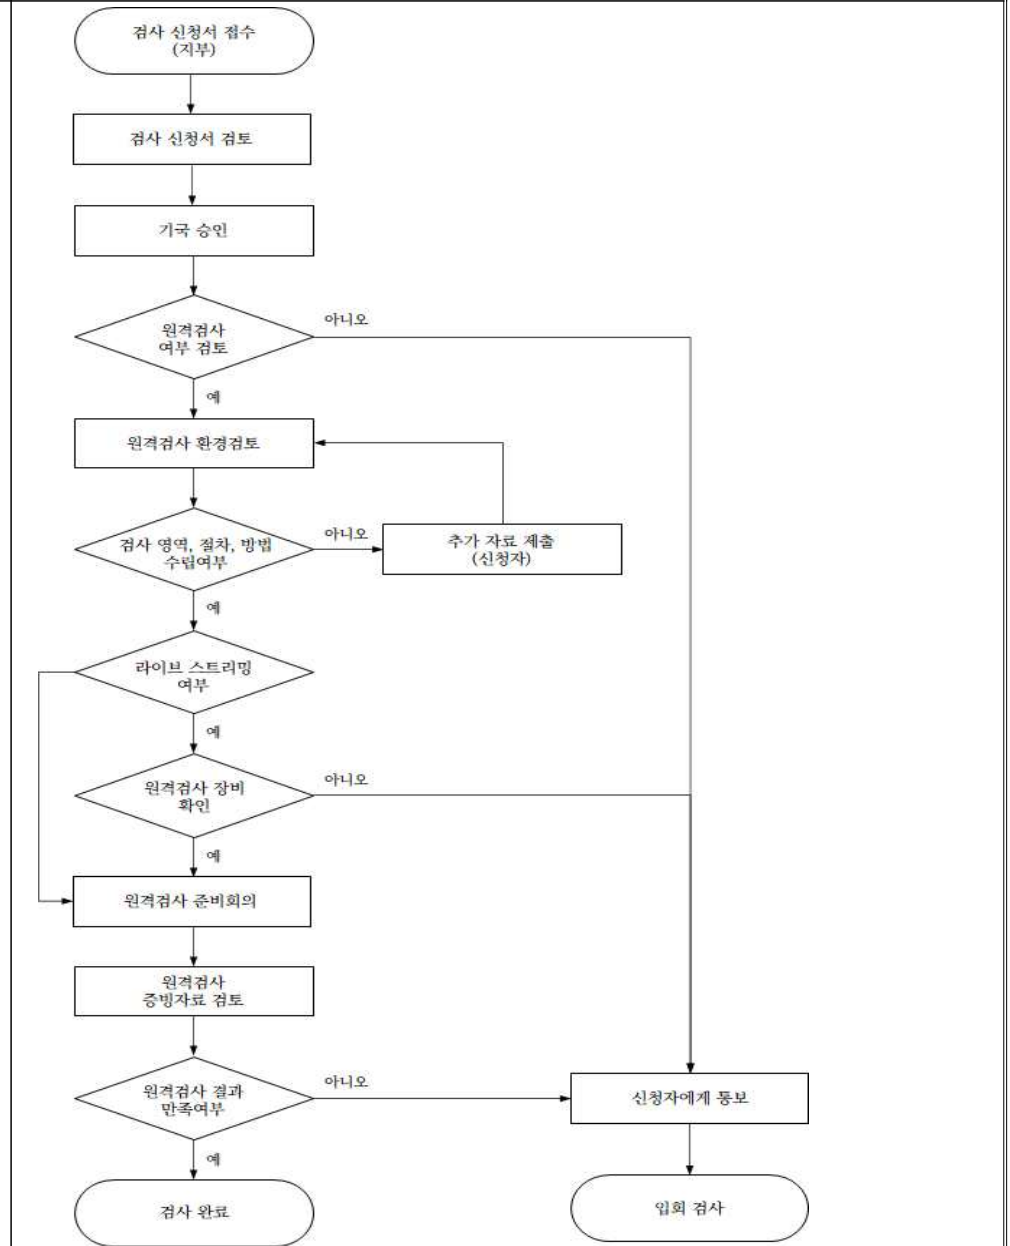 검사 신청서 접수
(지부)
검사 신청서 검토
기국 승인
원격검사
여부 검토
아니오
예
원격검사 환경검토
검사 영역, 절차, 방법
수립여부
아니오
추가 자료 제출
(신청자)
예
라이브 스트리밍
여부
예
원격검사 장비
확인
아니오
예
원격검사 준비회의
원격검사
증빙자료 검토
원격검사 결과
만족여부
아니오
신청자에게 통보
예
검사 완료
입회 검사